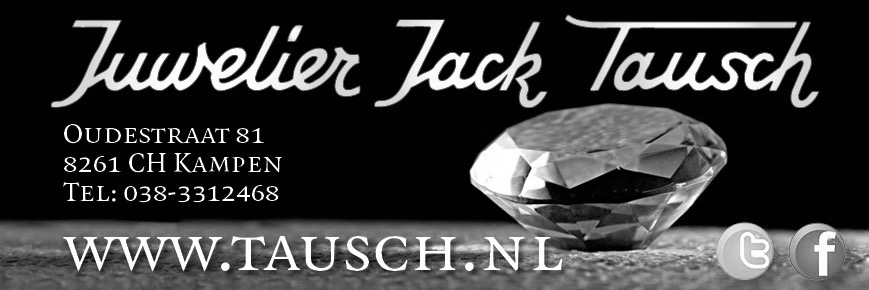 Juwelier Jack Tausch
Oudestraat 81
8261 CH Kampen
Tel: 038-3312468
www.tausch.nl
t f